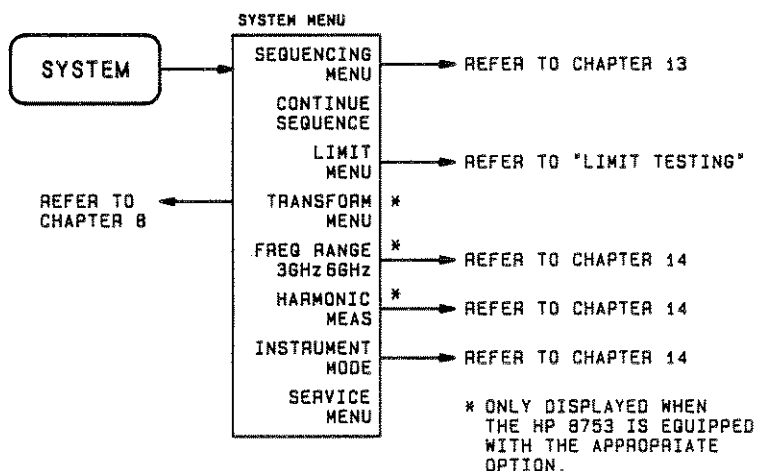 SYSTEM MENU
SYSTEM
SEQUENCING
MENU
REFER TO CHAPTER 13
CONTINUE
SEQUENCE
LIMIT
MENU
REFER TO "LIMIT TESTING"
REFER TO
CHAPTER 8
TRANSFORM *
MENU
FREQ RANGE *
3GHz 6GHz
REFER TO CHAPTER 14
HARMONIC *
MEAS
REFER TO CHAPTER 14
INSTRUMENT
MODE
REFER TO CHAPTER 14
SERVICE
MENU
* ONLY DISPLAYED WHEN
THE HP 8753 IS EQUIPPED
WITH THE APPROPRIATE
OPTION.